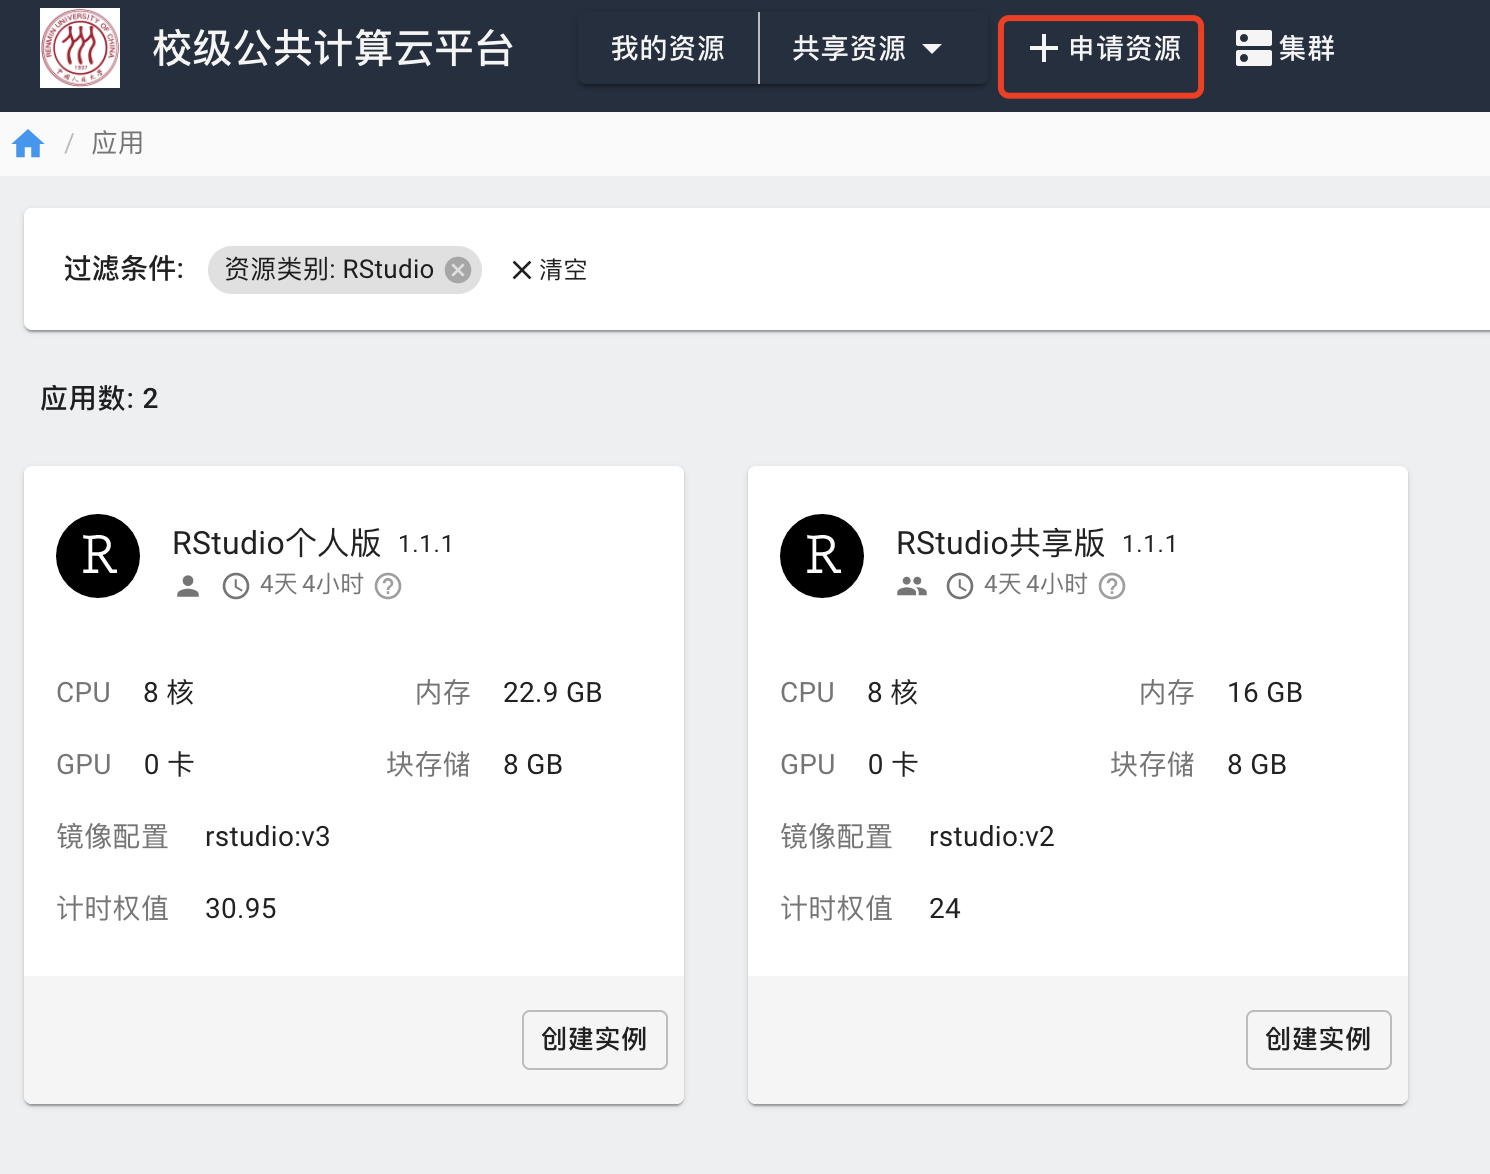 RENMIN UNIVERSITY OF CHINA
1937
中国人民大学
校级公共计算云平台
我的资源
共享资源
申请资源
集群
/ 应用
过滤条件: 资源类别: RStudio 清空
应用数: 2
RStudio个人版 1.1.1
4天 4小时 ?
CPU 8 核 内存 22.9 GB
GPU 0 卡 块存储 8 GB
镜像配置 rstudio:v3
计时权值 30.95
创建实例
RStudio共享版 1.1.1
4天 4小时 ?
CPU 8 核 内存 16 GB
GPU 0 卡 块存储 8 GB
镜像配置 rstudio:v2
计时权值 24
创建实例